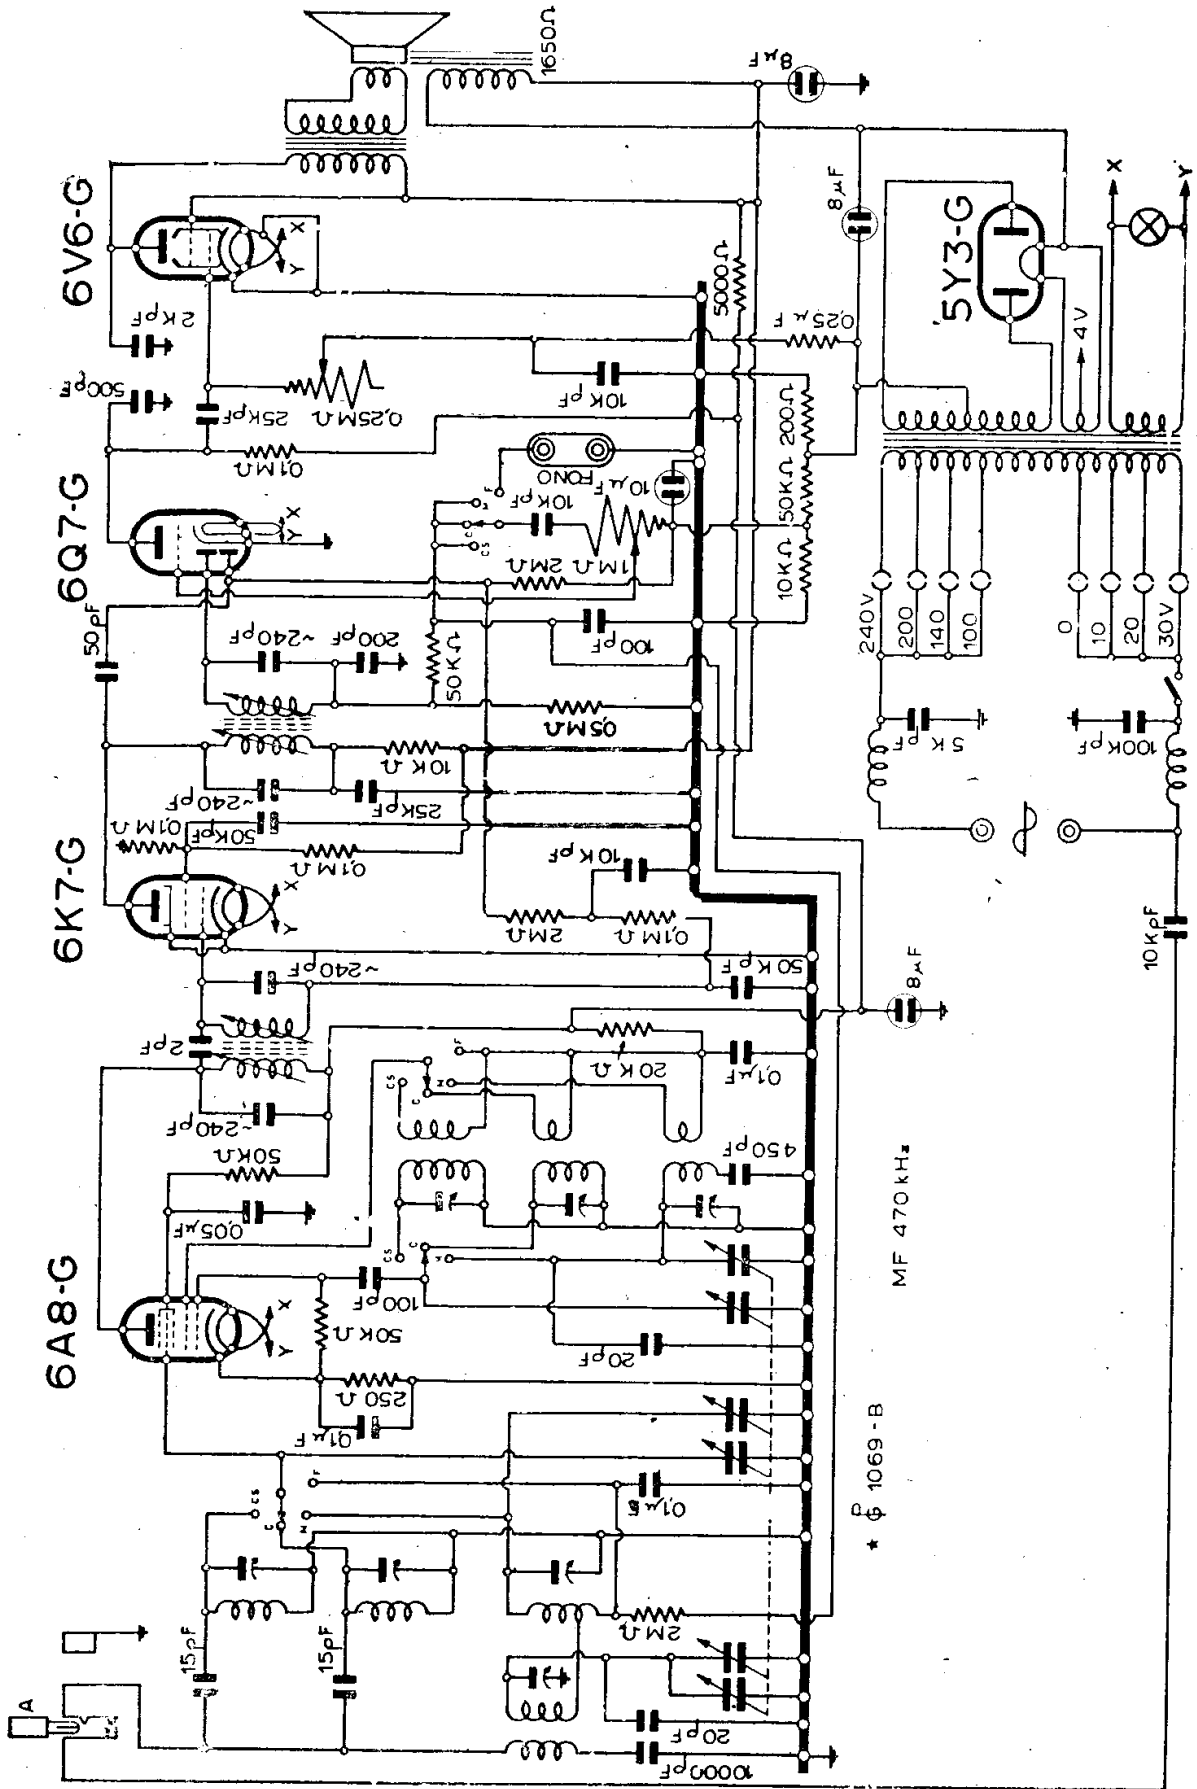 6A8-G
6K7-G
6Q7-G
6V6-G
A
15pF
15pF
CS
C
M
F
0,1µF
250Ω
50KΩ
100pF
0,05µF
50KΩ
~240pF
2pF
~240pF
0,1MΩ
50KpF
~240pF
25KpF
10KΩ
0,1MΩ
50pF
~240pF
200pF
50KΩ
0,5MΩ
0,1MΩ
25KpF
500pF
2KpF
0,25MΩ
X
Y
X
Y
X
Y
X
Y
1650Ω
8µF
CS
C
M
CS
C
M
F
20KΩ
0,1µF
450pF
20pF
2MΩ
0,1MΩ
10KpF
50KpF
100pF
2MΩ
1MΩ
10KpF
CS
C
M
F
FONO
10µF
10KpF
5000Ω
10KΩ
50KΩ
200Ω
0,25µF
8µF
10000pF
20pF
2MΩ
0,1µF
★ 1069-B
MF 470 kHz
8µF
5Y3-G
4V
X
Y
240V
200
140
100
0
10
20
30V
5KpF
100KpF
10KpF